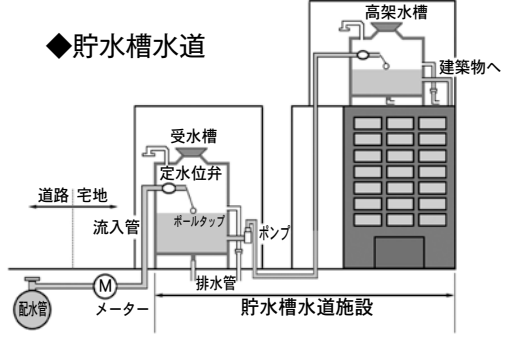 ◆貯水槽水道
高架水槽
建築物へ
受水槽
定水位弁
道路
宅地
流入管
ボールタップ
ポンプ
排水管
M
メーター
配水管
貯水槽水道施設